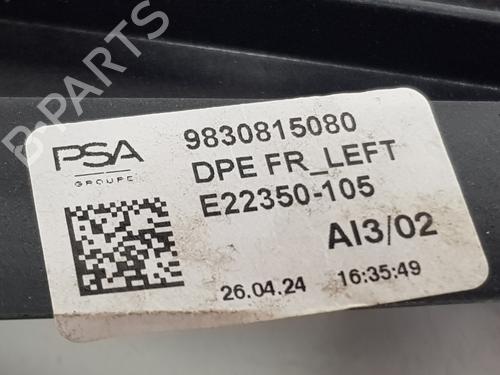 B-PARTS
PSA
GROUPE
9830815080
DPE FR_LEFT
E22350-105
AI3/02
26.04.24 16:35:49